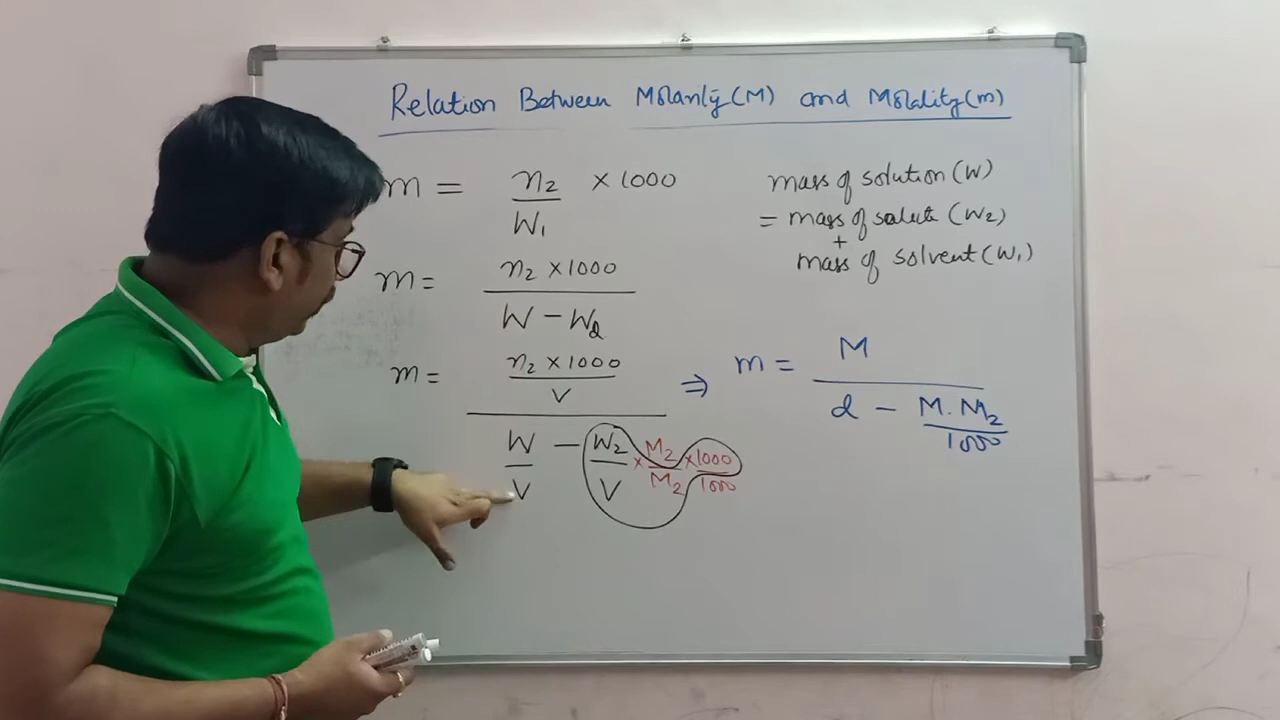 Relation Between Molarity(M) and Molality(m)
m = n2/W1 × 1000
mass of solution (W)
= mass of solute (W2)
+
mass of solvent (W1)
m = n2 × 1000 / W - W2
m = n2 × 1000 / V / W/V - W2/V × M2/M2 × 1000/1000
⇒ m = M / d - M.M2/1000